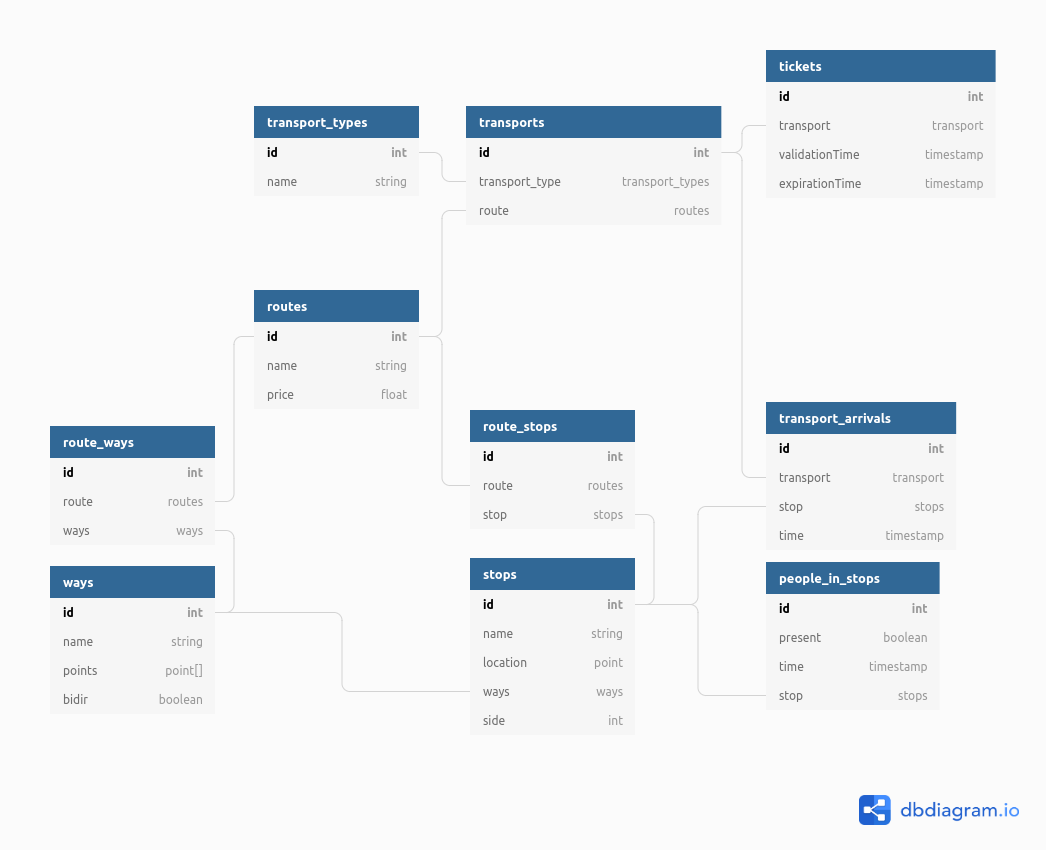 transport_types
id int
name string
transports
id int
transport_type transport_types
route routes
tickets
id int
transport transport
validationTime timestamp
expirationTime timestamp
routes
id int
name string
price float
route_ways
id int
route routes
ways ways
route_stops
id int
route routes
stop stops
transport_arrivals
id int
transport transport
stop stops
time timestamp
ways
id int
name string
points point[]
bidir boolean
stops
id int
name string
location point
ways ways
side int
people_in_stops
id int
present boolean
time timestamp
stop stops
dbdiagram.io